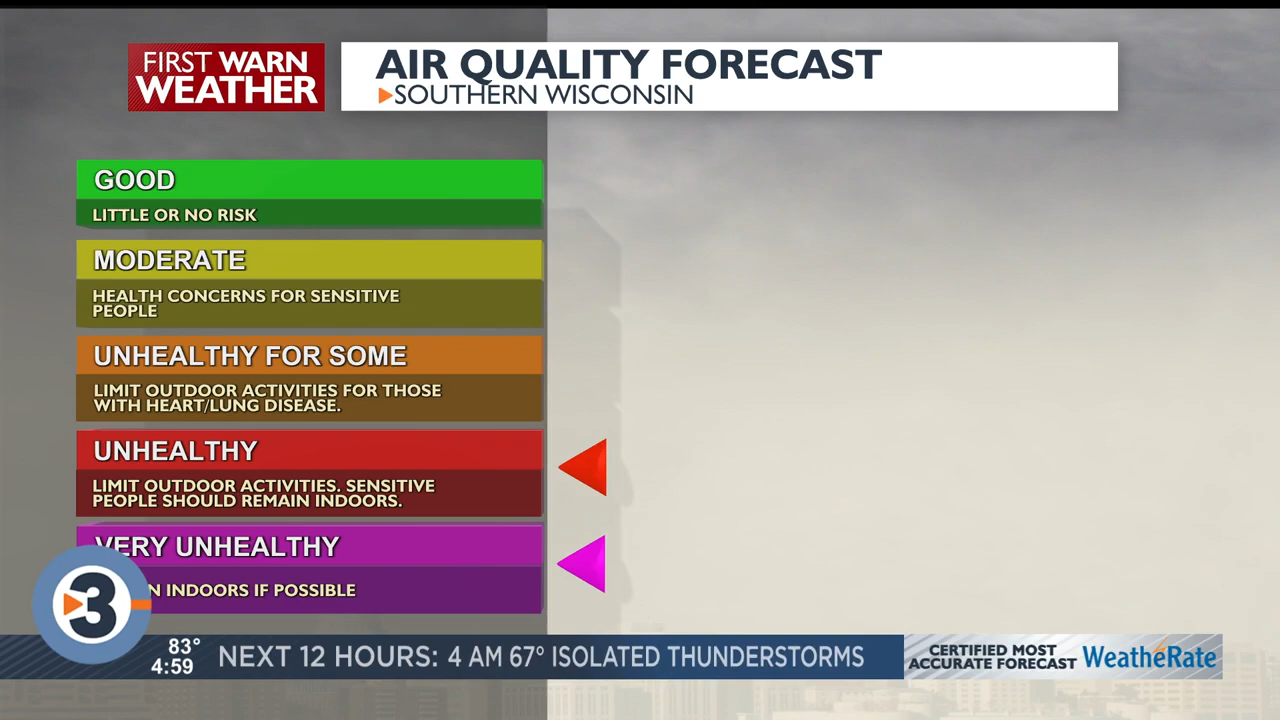 FIRST WARN
WEATHER
AIR QUALITY FORECAST
SOUTHERN WISCONSIN
GOOD
LITTLE OR NO RISK
MODERATE
HEALTH CONCERNS FOR SENSITIVE
PEOPLE
UNHEALTHY FOR SOME
LIMIT OUTDOOR ACTIVITIES FOR THOSE
WITH HEART/LUNG DISEASE.
UNHEALTHY
LIMIT OUTDOOR ACTIVITIES. SENSITIVE
PEOPLE SHOULD REMAIN INDOORS.
VERY UNHEALTHY
INDOORS IF POSSIBLE
3
83°
4:59
NEXT 12 HOURS: 4 AM 67° ISOLATED THUNDERSTORMS
CERTIFIED MOST
ACCURATE FORECAST
WeatheRate